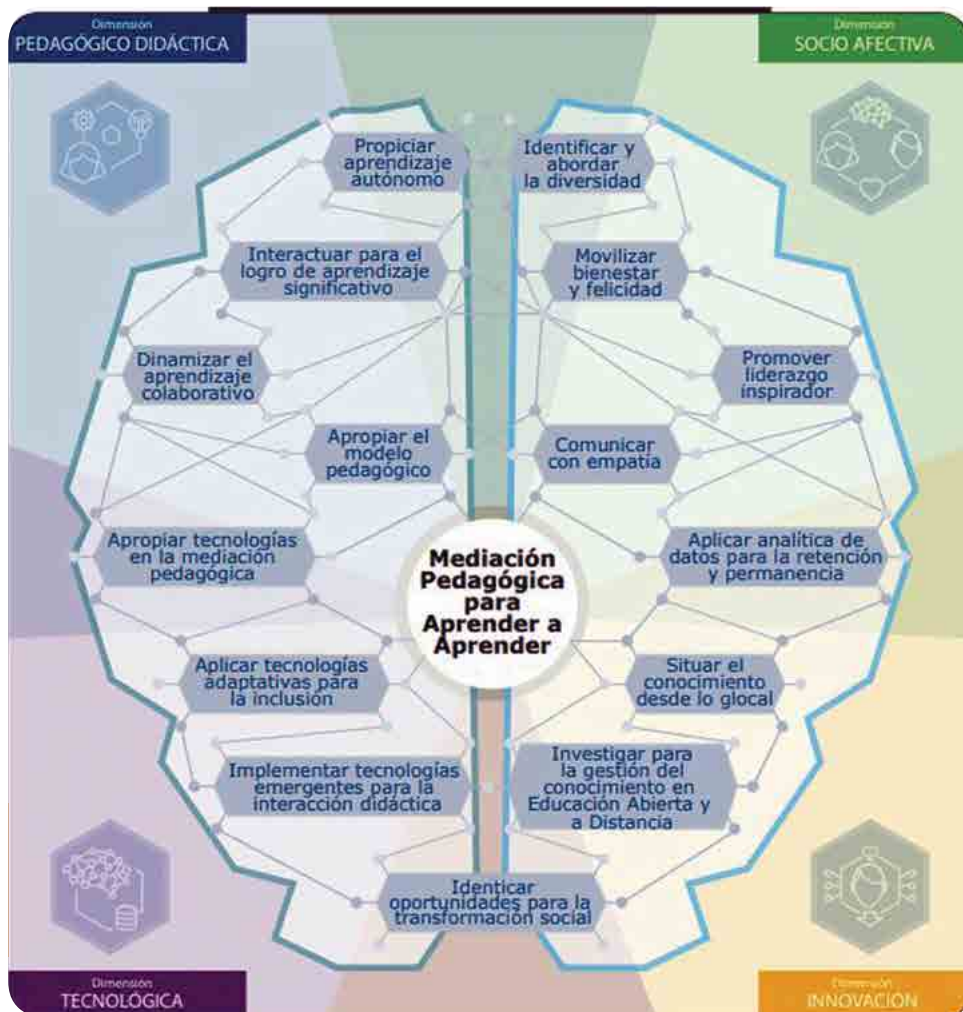 Dimensión
PEDAGÓGICO DIDÁCTICA
Dimensión
SOCIO AFECTIVA
Propiciar
aprendizaje
autónomo
Identificar y
abordar
la diversidad
Interactuar para el
logro de aprendizaje
significativo
Movilizar
bienestar
y felicidad
Dinamizar el
aprendizaje
colaborativo
Promover
liderazgo
inspirador
Apropiar el
modelo
pedagógico
Comunicar
con empatía
Apropiar tecnologías
en la mediación
pedagógica
Mediación
Pedagógica
para
Aprender a
Aprender
Aplicar analítica de
datos para la retención
y permanencia
Aplicar tecnologías
adaptativas para
la inclusión
Situar el
conocimiento
desde lo glocal
Implementar tecnologías
emergentes para la
interacción didáctica
Investigar para
la gestión del
conocimiento en
Educación Abierta y
a Distancia
Identicar
oportunidades para la
transformación social
Dimensión
TECNOLÓGICA
Dimensión
INNOVACIÓN